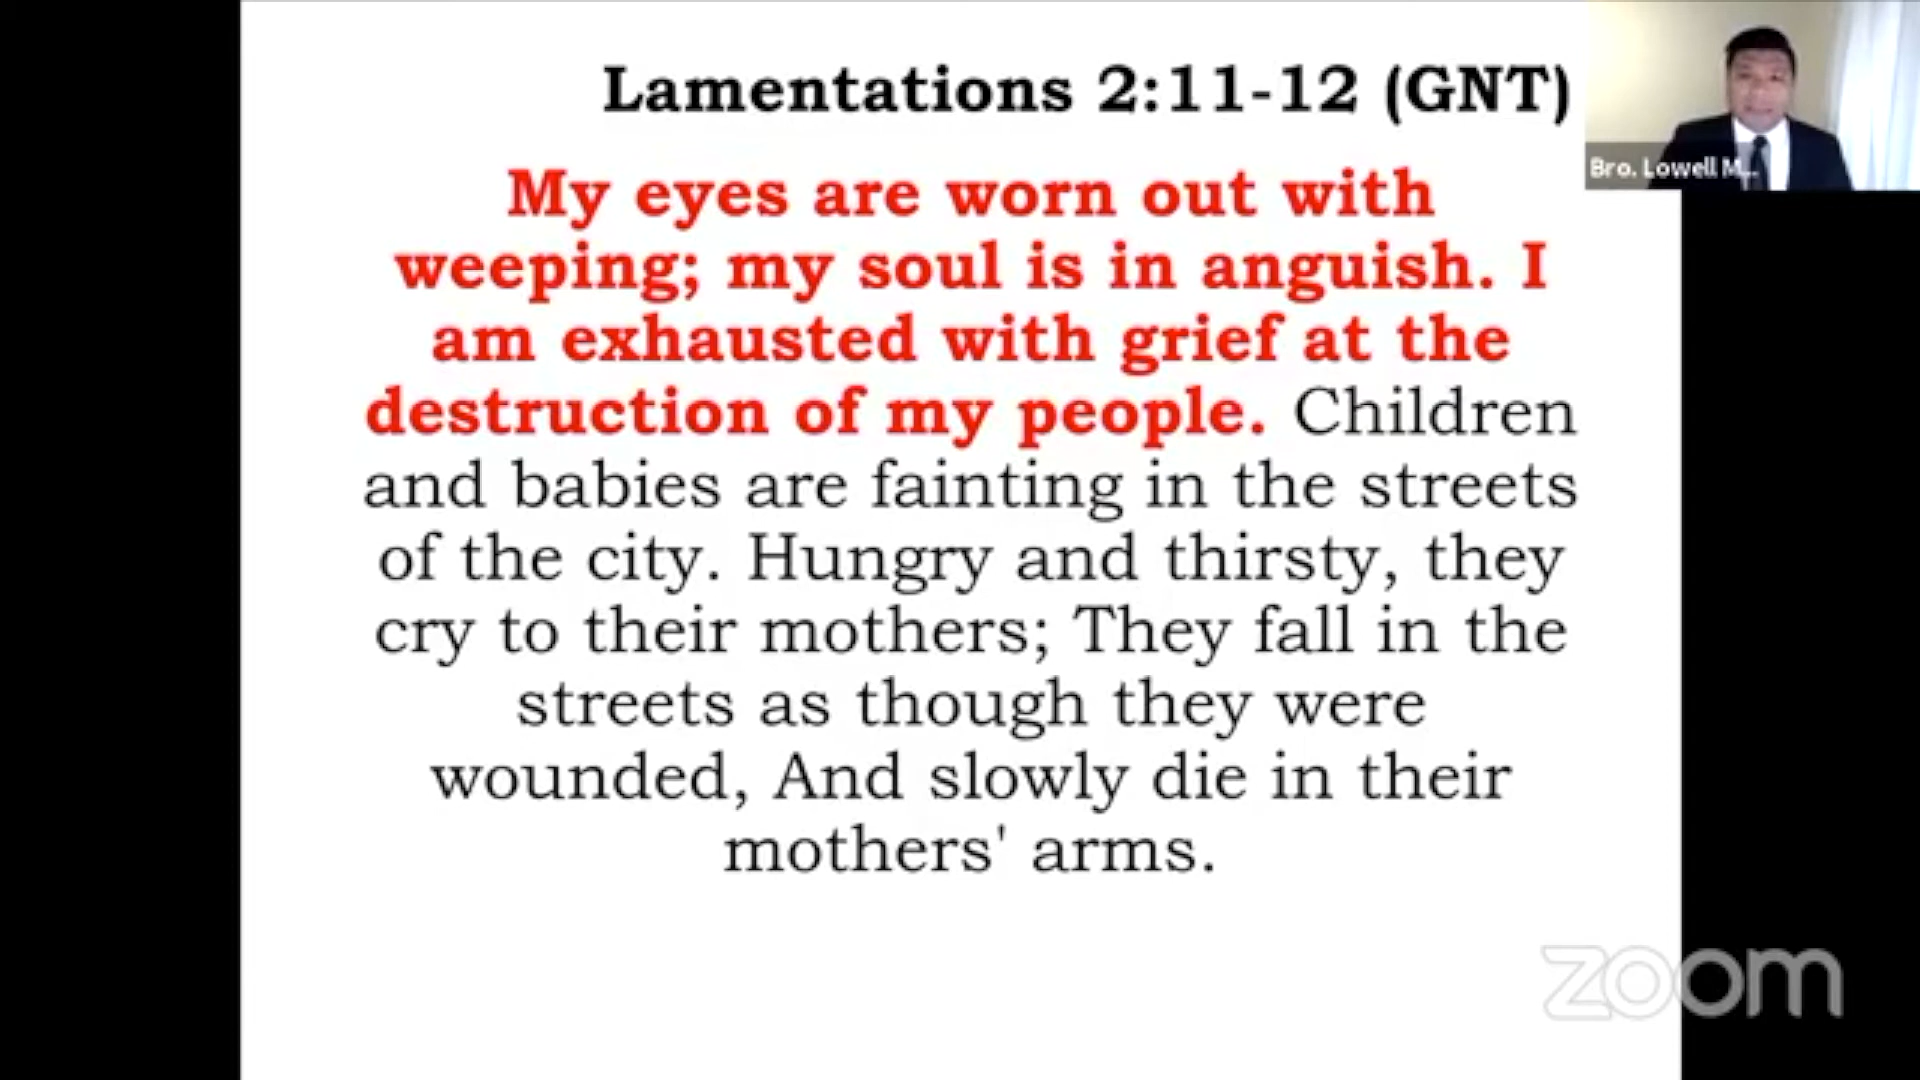 Lamentations 2:11-12 (GNT)
My eyes are worn out with
weeping; my soul is in anguish. I
am exhausted with grief at the
destruction of my people. Children
and babies are fainting in the streets
of the city. Hungry and thirsty, they
cry to their mothers; They fall in the
streets as though they were
wounded, And slowly die in their
mothers' arms.
Bro. Lowell M...
zoom